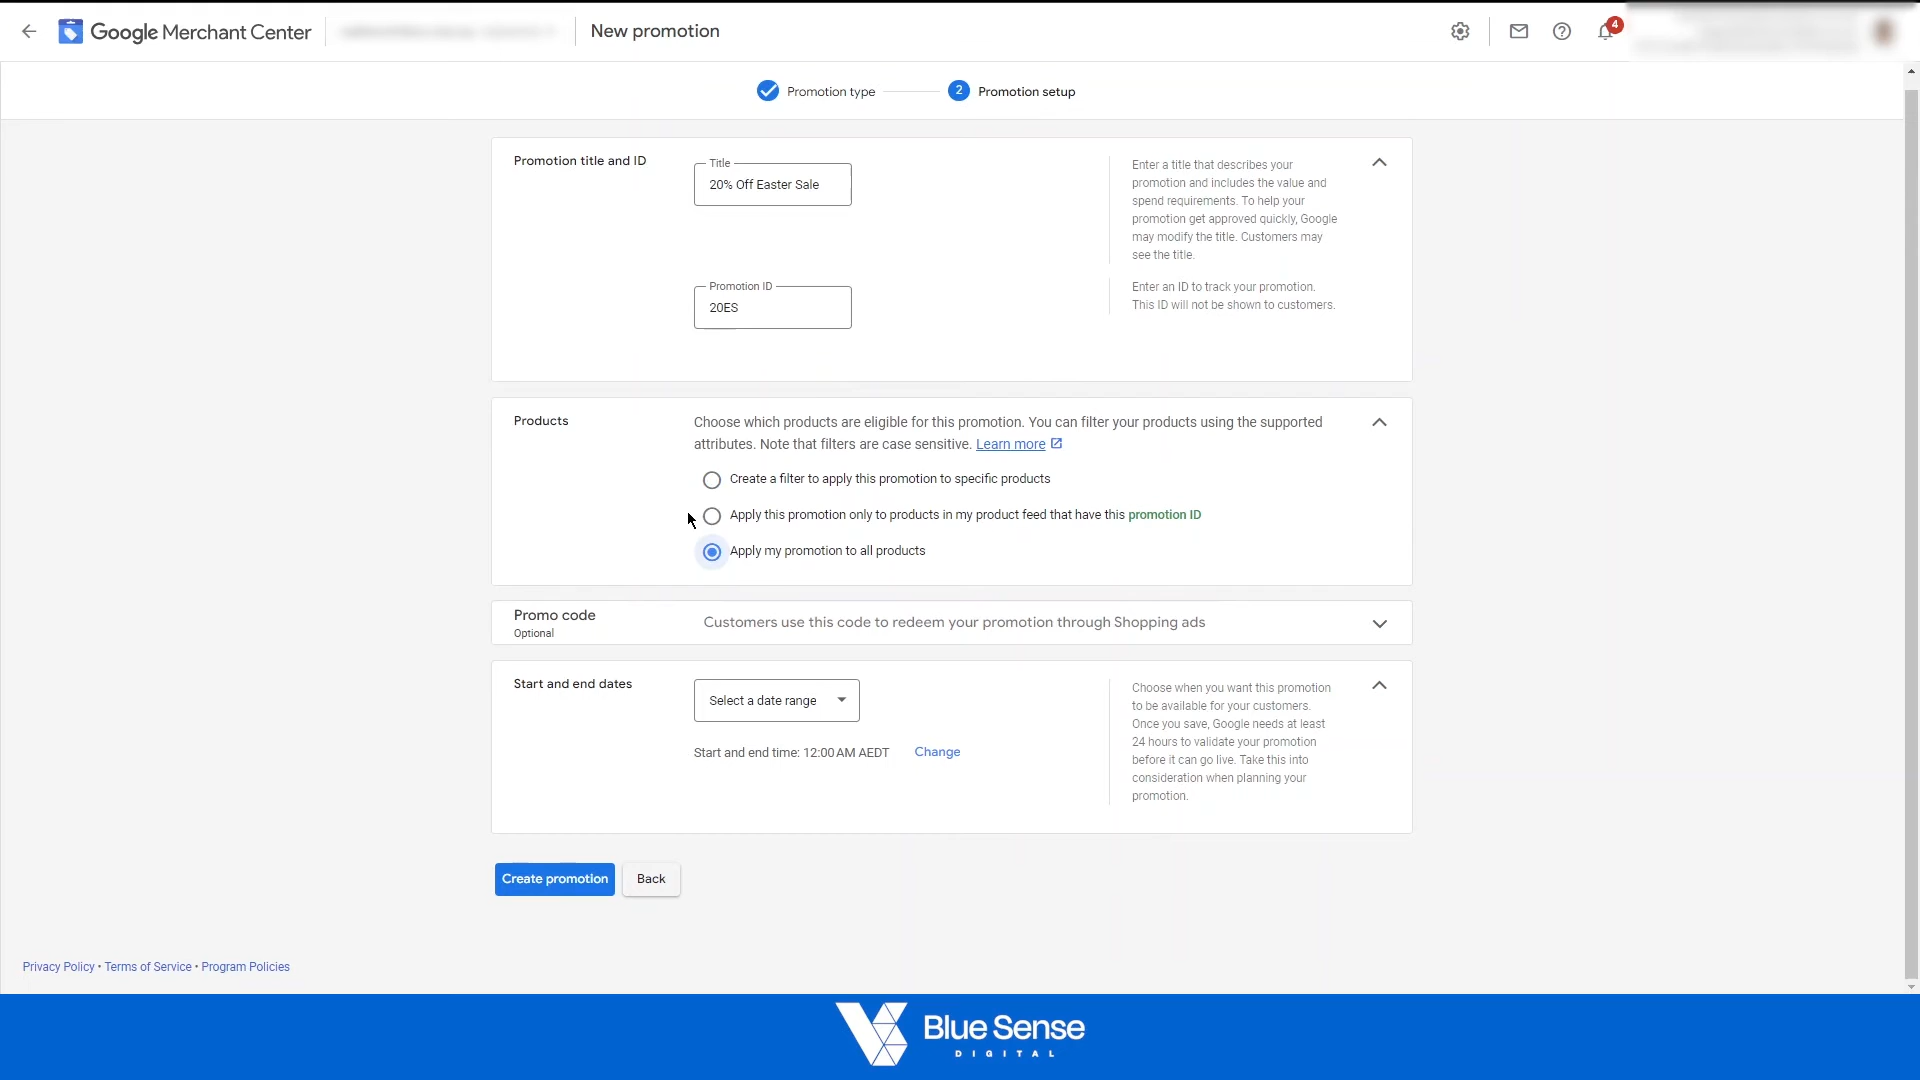 Google Merchant Center
New promotion
4
Promotion type
2
Promotion setup
Promotion title and ID
Title
20% Off Easter Sale
Enter a title that describes your
promotion and includes the value and
spend requirements. To help your
promotion get approved quickly, Google
may modify the title. Customers may
see the title.
Promotion ID
20ES
Enter an ID to track your promotion.
This ID will not be shown to customers.
Products
Choose which products are eligible for this promotion. You can filter your products using the supported
attributes. Note that filters are case sensitive. Learn more
Create a filter to apply this promotion to specific products
Apply this promotion only to products in my product feed that have this promotion ID
Apply my promotion to all products
Promo code
Optional
Customers use this code to redeem your promotion through Shopping ads
Start and end dates
Select a date range
Start and end time: 12:00 AM AEDT Change
Choose when you want this promotion
to be available for your customers.
Once you save, Google needs at least
24 hours to validate your promotion
before it can go live. Take this into
consideration when planning your
promotion.
Create promotion
Back
Privacy Policy • Terms of Service • Program Policies
Blue Sense
DIGITAL